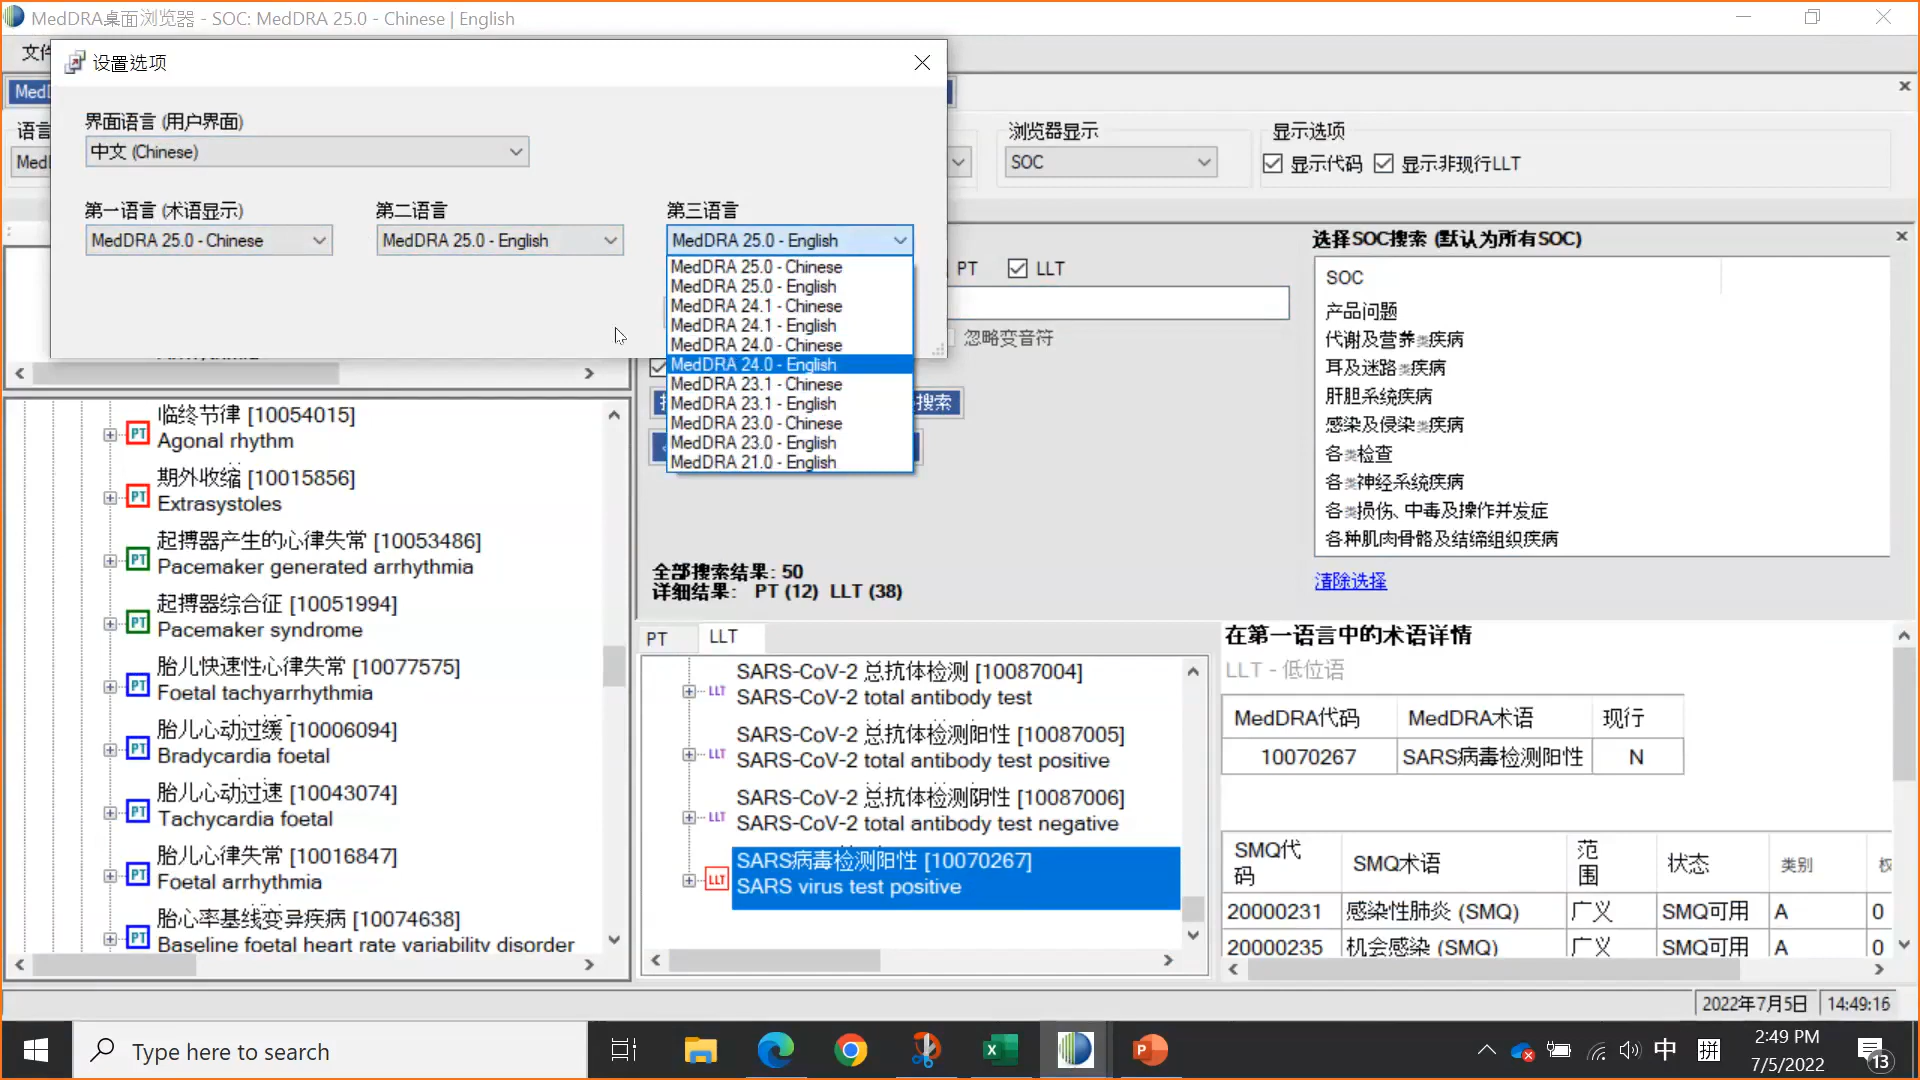 MedDRA桌面浏览器 - SOC: MedDRA 25.0 - Chinese | English
文件
设置选项
界面语言 (用户界面)
中文 (Chinese)
第一语言 (术语显示)
MedDRA 25.0 - Chinese
第二语言
MedDRA 25.0 - English
第三语言
MedDRA 25.0 - English
MedDRA 25.0 - Chinese
MedDRA 25.0 - English
MedDRA 24.1 - Chinese
MedDRA 24.1 - English
MedDRA 24.0 - Chinese
MedDRA 24.0 - English
MedDRA 23.1 - Chinese
MedDRA 23.1 - English
MedDRA 23.0 - Chinese
MedDRA 23.0 - English
MedDRA 21.0 - English
语言
浏览器显示
SOC
显示选项
显示代码
显示非现行LLT
PT
LLT
忽略变音符
搜索
选择SOC搜索 (默认为所有SOC)
SOC
产品问题
代谢及营养类疾病
耳及迷路类疾病
肝胆系统疾病
感染及侵染类疾病
各类检查
各类神经系统疾病
各类损伤、中毒及操作并发症
各种肌肉骨骼及结缔组织疾病
清除选择
全部搜索结果: 50
详细结果: PT (12) LLT (38)
PT 临终节律 [10054015]
Agonal rhythm
PT 期外收缩 [10015856]
Extrasystoles
PT 起搏器产生的心律失常 [10053486]
Pacemaker generated arrhythmia
PT 起搏器综合征 [10051994]
Pacemaker syndrome
PT 胎儿快速性心律失常 [10077575]
Foetal tachyarrhythmia
PT 胎儿心动过缓 [10006094]
Bradycardia foetal
PT 胎儿心动过速 [10043074]
Tachycardia foetal
PT 胎儿心律失常 [10016847]
Foetal arrhythmia
PT 胎心率基线变异疾病 [10074638]
Baseline foetal heart rate variability disorder
PT LLT
LLT SARS-CoV-2 总抗体检测 [10087004]
SARS-CoV-2 total antibody test
LLT SARS-CoV-2 总抗体检测阳性 [10087005]
SARS-CoV-2 total antibody test positive
LLT SARS-CoV-2 总抗体检测阴性 [10087006]
SARS-CoV-2 total antibody test negative
LLT SARS病毒检测阳性 [10070267]
SARS virus test positive
在第一语言中的术语详情
LLT - 低位语
MedDRA代码 MedDRA术语 现行
10070267 SARS病毒检测阳性 N
SMQ代码 SMQ术语 范围 状态 类别 权
20000231 感染性肺炎 (SMQ) 广义 SMQ可用 A 0
20000235 机会感染 (SMQ) 广义 SMQ可用 A 0
2022年7月5日 14:49:16
Type here to search
中 拼
2:49 PM
7/5/2022
13